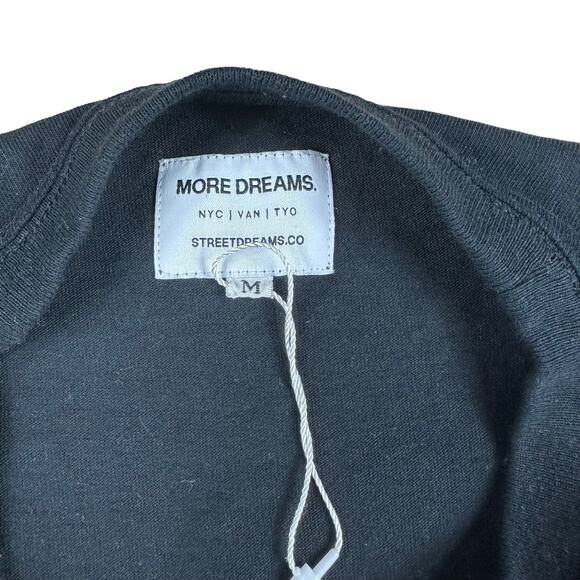 MORE DREAMS.
NYC | VAN | TYO
STREETDREAMS.CO
M